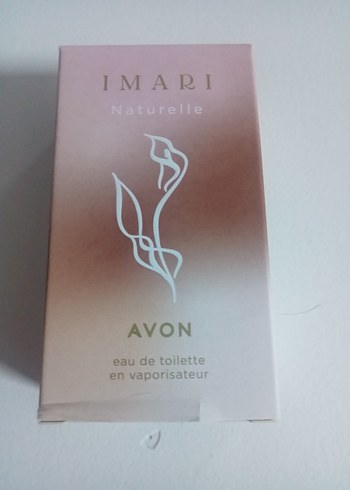 IMARI
Naturelle
AVON
eau de toilette
en vaporisateur